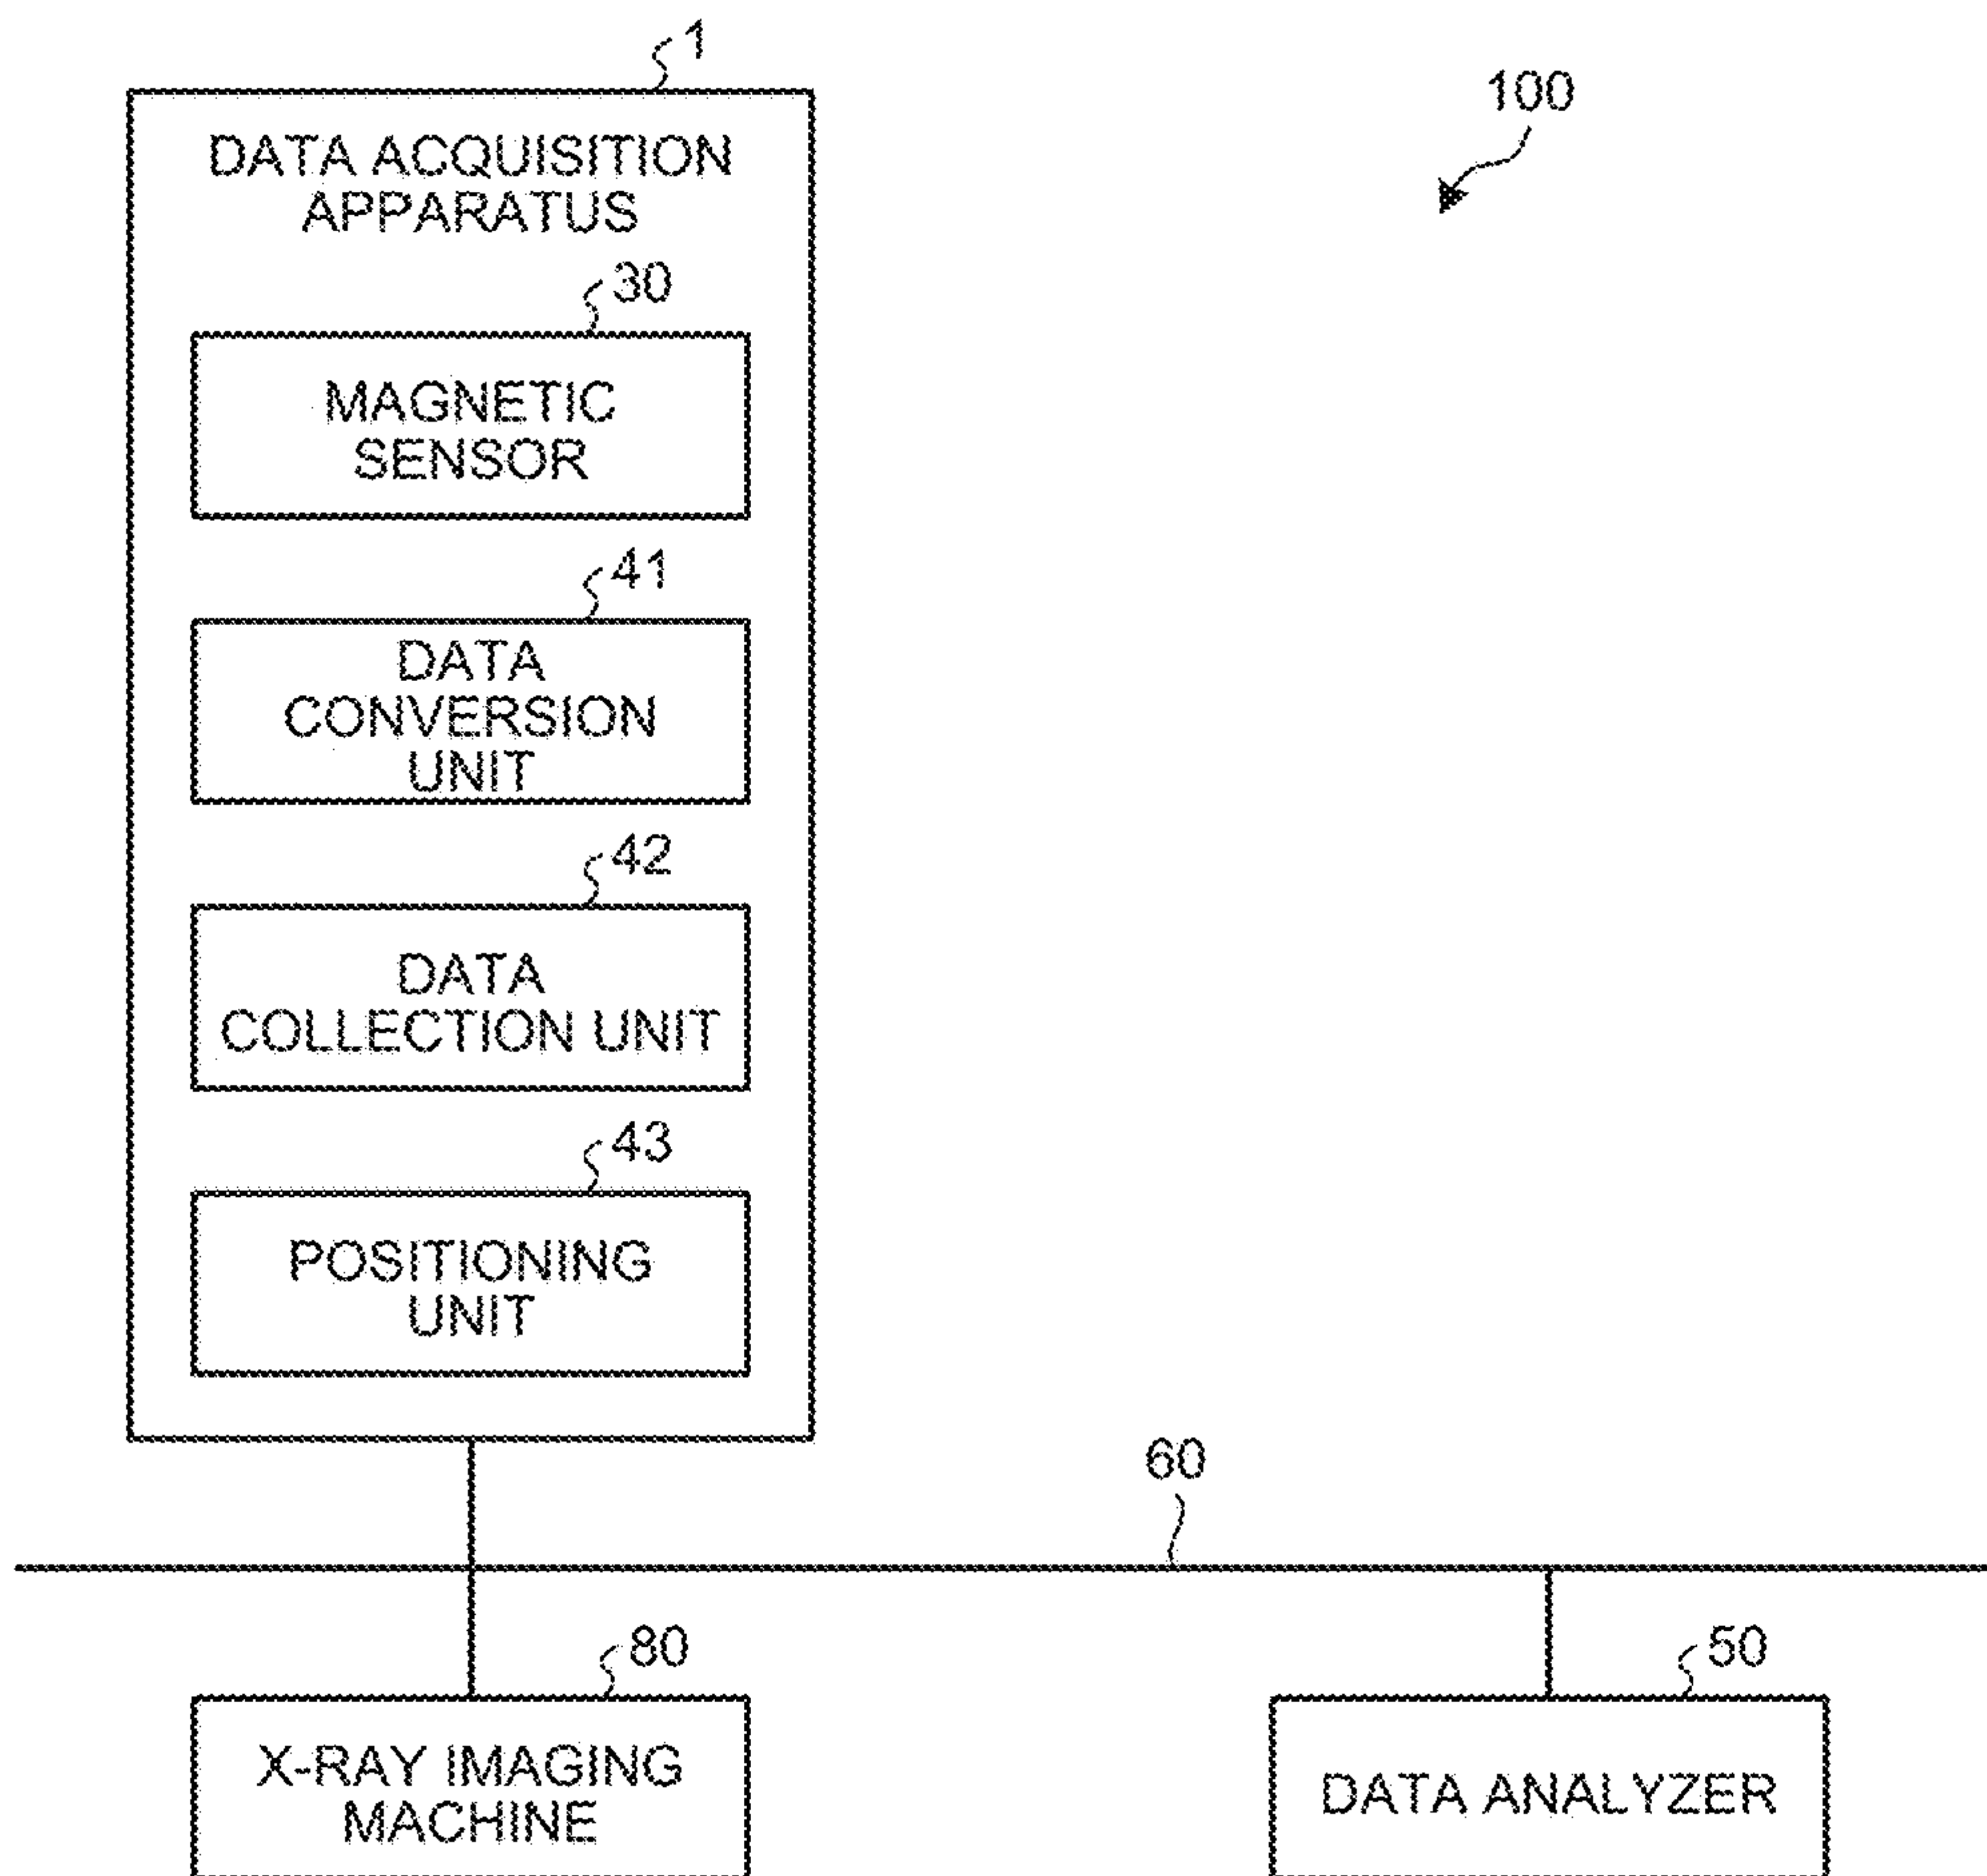 1
100
DATA ACQUISITION
APPARATUS
30
MAGNETIC
SENSOR
41
DATA
CONVERSION
UNIT
42
DATA
COLLECTION UNIT
43
POSITIONING
UNIT
60
80
X-RAY IMAGING
MACHINE
50
DATA ANALYZER